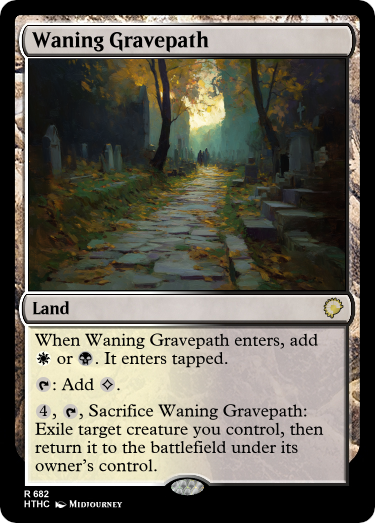 Waning Gravepath
Land
When Waning Gravepath enters, add
or . It enters tapped.
: Add .
4, , Sacrifice Waning Gravepath:
Exile target creature you control, then
return it to the battlefield under its
owner's control.
R 682
HTHC MIDJOURNEY